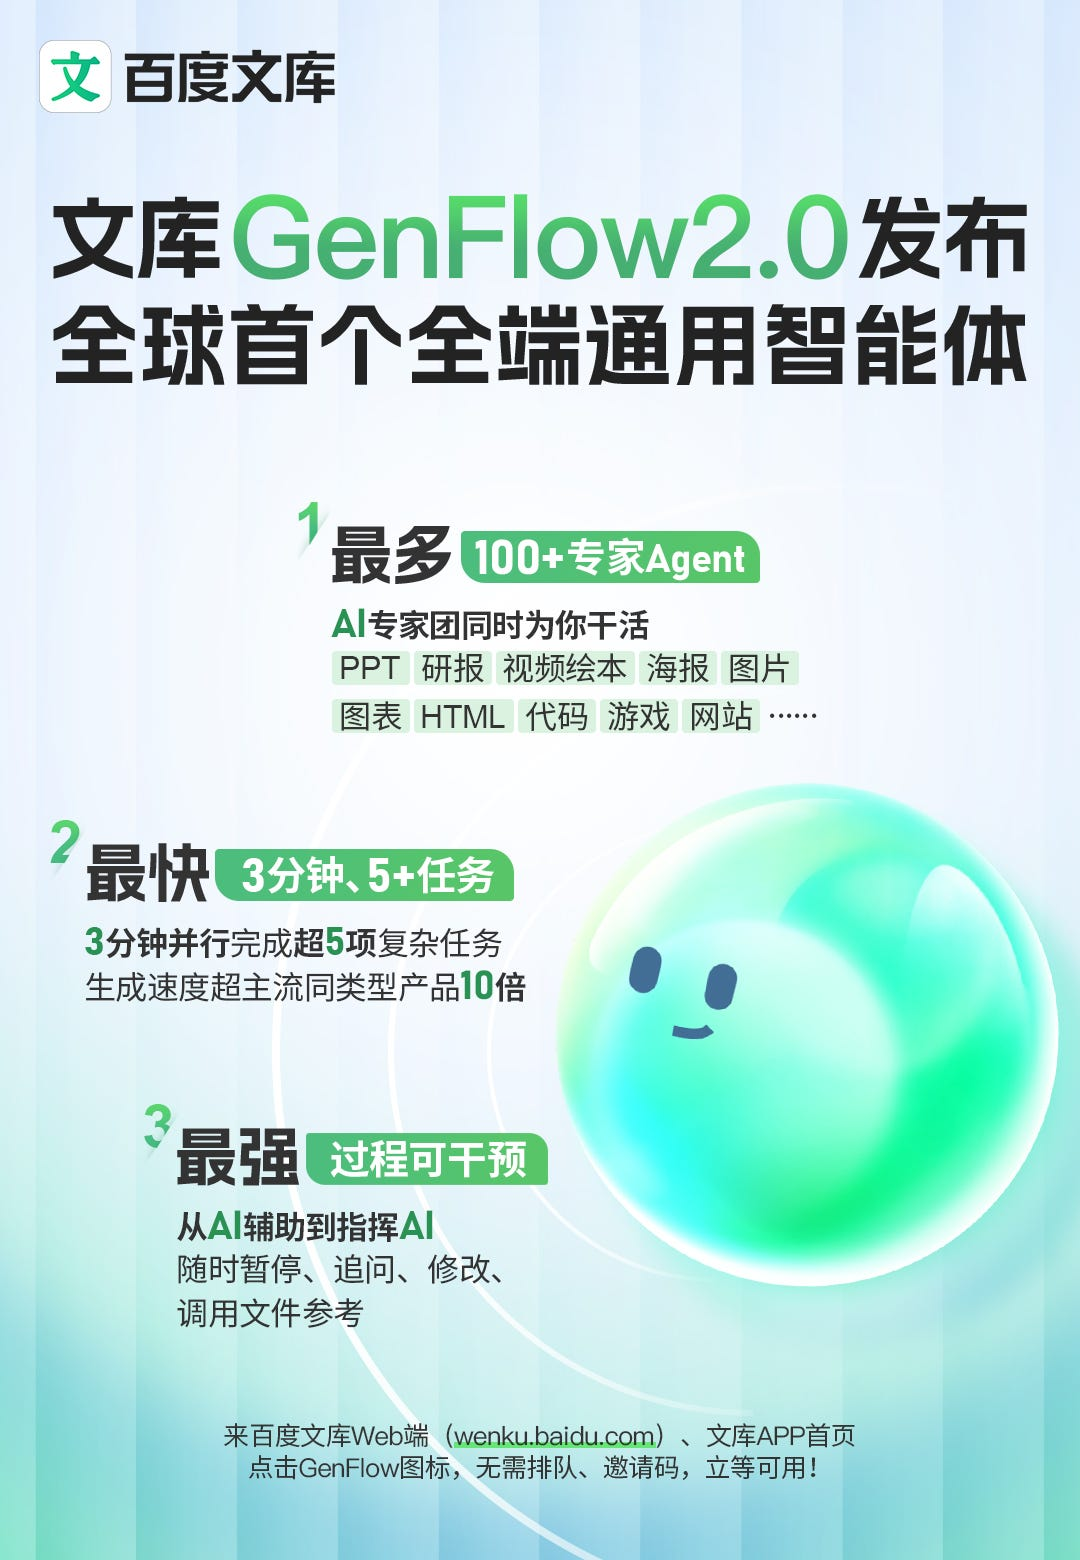 文 百度文库
文库GenFlow2.0发布
全球首个全端通用智能体
1 最多 100+专家Agent
AI专家团同时为你干活
PPT 研报 视频绘本 海报 图片
图表 HTML 代码 游戏 网站 ……
2 最快 3分钟、5+任务
3分钟并行完成超5项复杂任务
生成速度超主流同类型产品10倍
3 最强 过程可干预
从AI辅助到指挥AI
随时暂停、追问、修改、
调用文件参考
来百度文库Web端（wenku.baidu.com）、文库APP首页
点击GenFlow图标，无需排队、邀请码，立等可用！